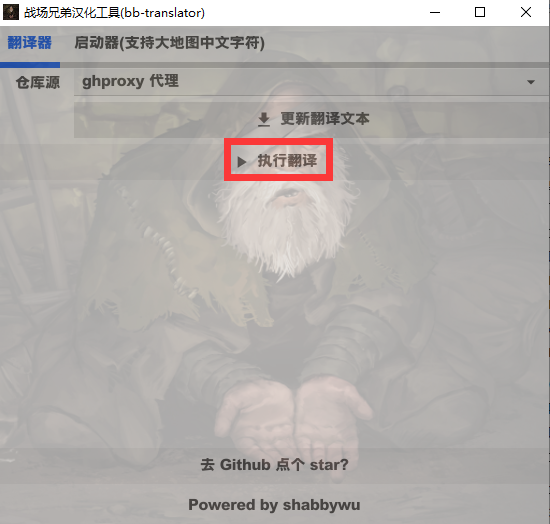 战场兄弟汉化工具(bb-translator)
翻译器 启动器(支持大地图中文字符)
仓库源 ghproxy 代理
更新翻译文本
执行翻译
去 Github 点个 star?
Powered by shabbywu